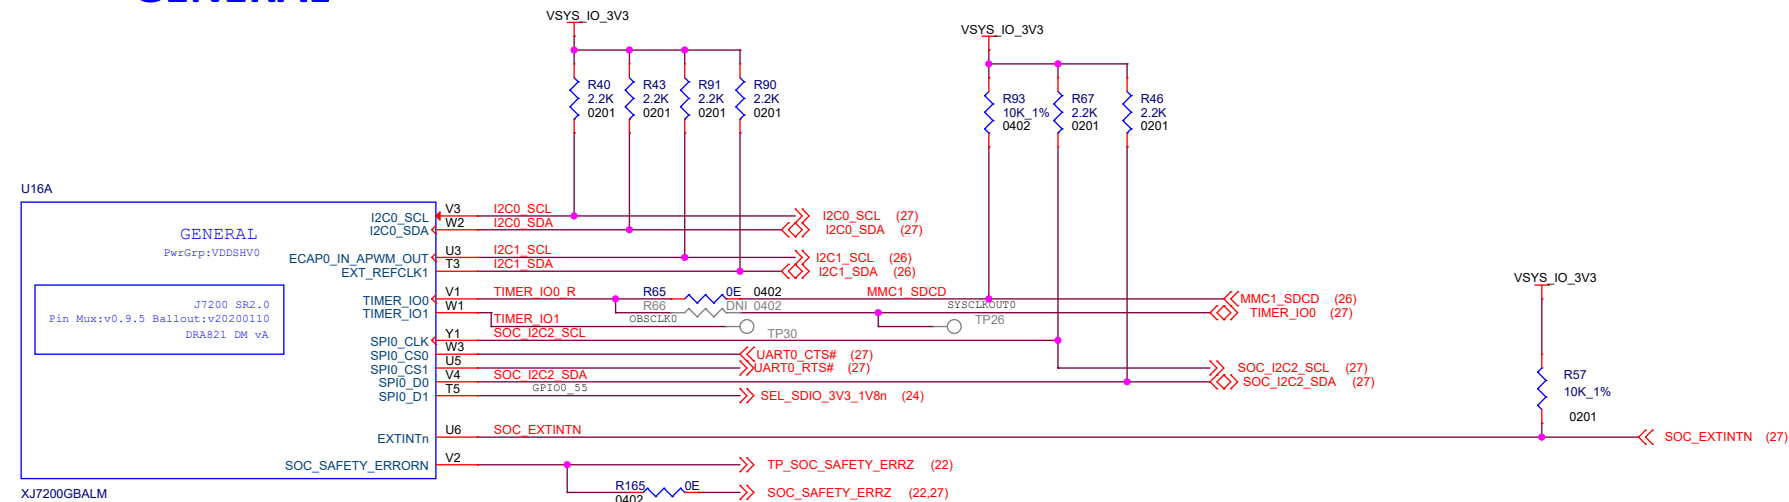 GENERAL
VSYS_IO_3V3
VSYS_IO_3V3
R40
2.2K
0201
R43
2.2K
0201
R91
2.2K
0201
R90
2.2K
0201
R93
10K_1%
0402
R67
2.2K
0201
R46
2.2K
0201
U16A
GENERAL
PwrGrp:VDDSHV0
J7200 SR2.0
Pin Mux:v0.9.5 Ballout:v20200110
DRA821 DM vA
I2C0_SCL V3 I2C0_SCL I2C0_SCL (27)
I2C0_SDA W2 I2C0_SDA I2C0_SDA (27)
ECAP0_IN_APWM_OUT U3 I2C1_SCL I2C1_SCL (26)
EXT_REFCLK1 T3 I2C1_SDA I2C1_SDA (26)
VSYS_IO_3V3
TIMER_IO0 V1 TIMER_IO0_R R65 0E 0402 MMC1_SDCD MMC1_SDCD (26)
TIMER_IO1 W1 R66 DNI 0402 SYSCLKOUT0 TIMER_IO0 (27)
TIMER_IO1 OBSCLK0 TP30 TP26
SPI0_CLK Y1 SOC_I2C2_SCL
SPI0_CS0 W3 UART0_CTS# (27)
SPI0_CS1 U5 UART0_RTS# (27) SOC_I2C2_SCL (27)
SPI0_D0 V4 SOC_I2C2_SDA SOC_I2C2_SDA (27)
SPI0_D1 T5 GPIO0_55 SEL_SDIO_3V3_1V8n (24)
R57
10K_1%
0201
EXTINTn U6 SOC_EXTINTN SOC_EXTINTN (27)
SOC_SAFETY_ERRORN V2 TP_SOC_SAFETY_ERRZ (22)
R165 0E SOC_SAFETY_ERRZ (22,27)
0402
XJ7200GBALM